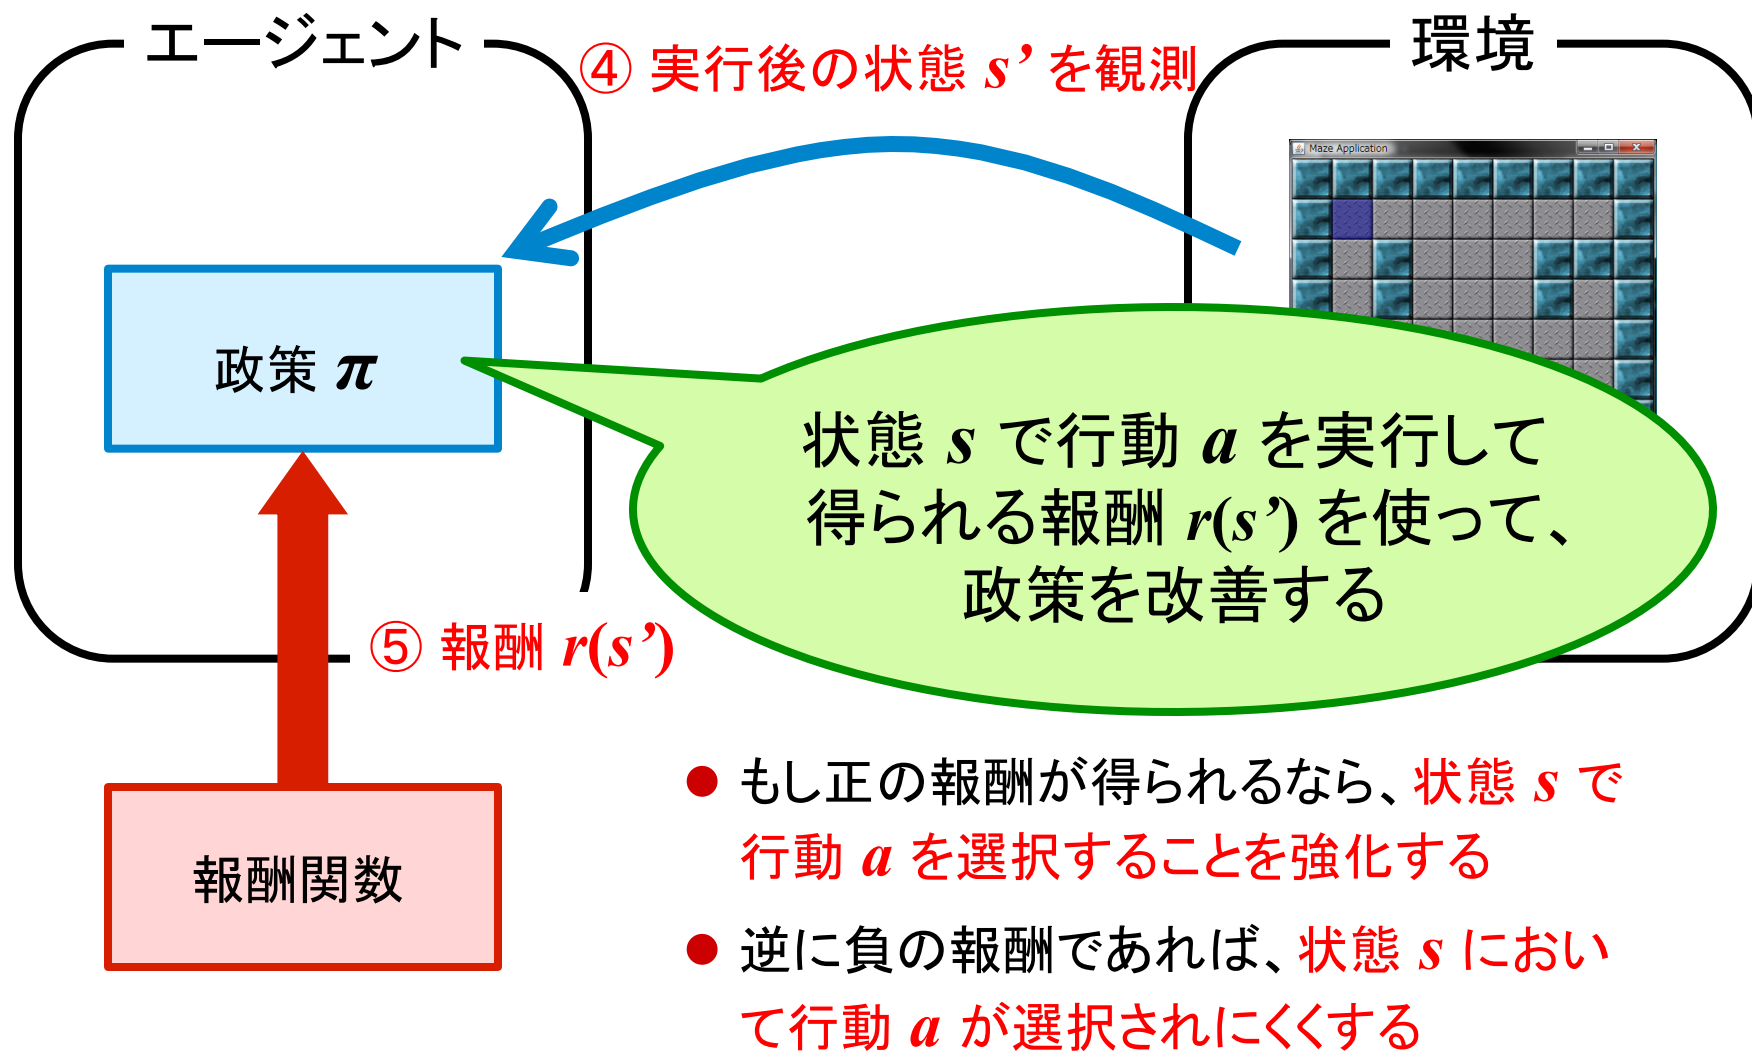 エージェント
④ 実行後の状態 s’ を観測
環境
Maze Application
政策 π
状態 s で行動 a を実行して
得られる報酬 r(s’) を使って、
政策を改善する
⑤ 報酬 r(s’)
報酬関数
● もし正の報酬が得られるなら、状態 s で
行動 a を選択することを強化する
● 逆に負の報酬であれば、状態 s におい
て行動 a が選択されにくくする